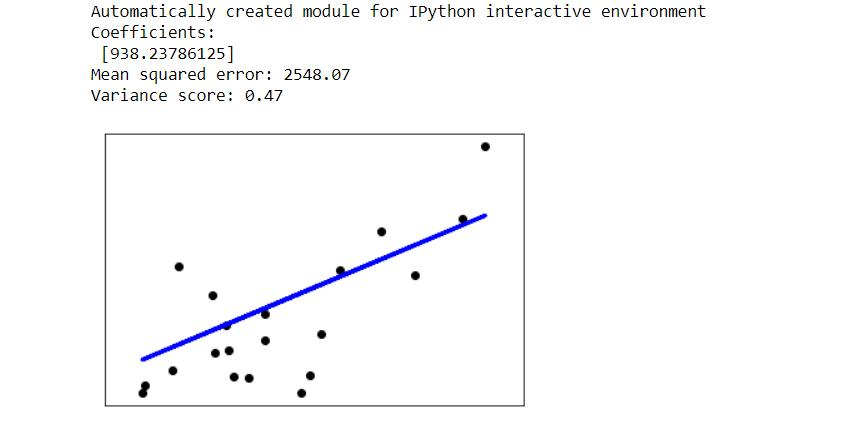 Automatically created module for IPython interactive environment
Coefficients:
 [938.23786125]
Mean squared error: 2548.07
Variance score: 0.47